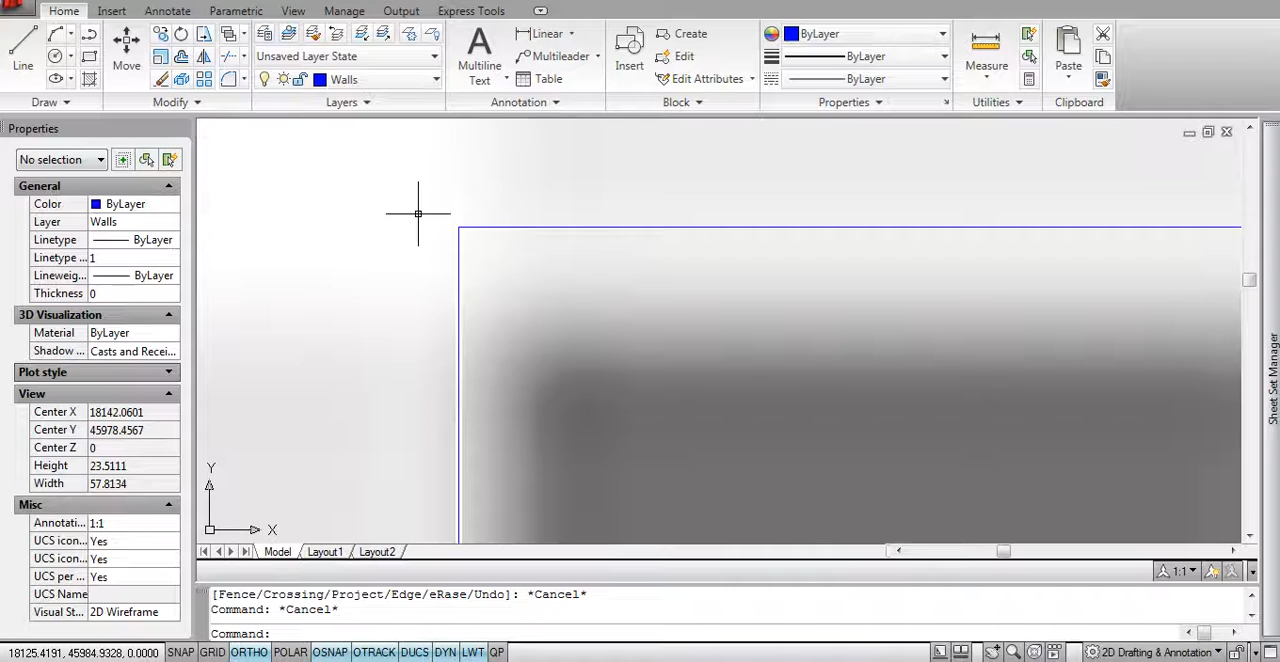 Home Insert Annotate Parametric View Manage Output Express Tools
Line
Move
Unsaved Layer State
Walls
Multiline
Text
Linear
Multileader
Table
Insert
Create
Edit
Edit Attributes
ByLayer
ByLayer
ByLayer
Measure
Paste
Draw Modify Layers Annotation Block Properties Utilities Clipboard
Properties
No selection
General
Color ByLayer
Layer Walls
Linetype ByLayer
Linetype ... 1
Lineweig... ByLayer
Thickness 0
3D Visualization
Material ByLayer
Shadow ... Casts and Recei...
Plot style
View
Center X 18142.0601
Center Y 45978.4567
Center Z 0
Height 23.5111
Width 57.8134
Misc
Annotati... 1:1
UCS icon... Yes
UCS icon... Yes
UCS per ... Yes
UCS Name
Visual St... 2D Wireframe
Y
X
Model Layout1 Layout2
1:1
[Fence/Crossing/Project/Edge/eRase/Undo]: *Cancel*
Command: *Cancel*
Command:
Sheet Set Manager
18125.4191, 45984.9328, 0.0000 SNAP GRID ORTHO POLAR OSNAP OTRACK DUCS DYN LWT QP 2D Drafting & Annotation